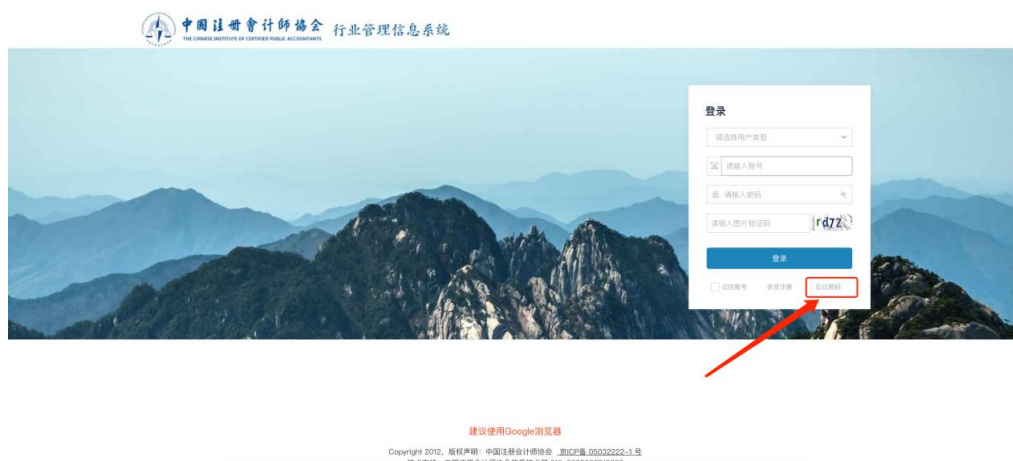 中国注册會计师協会 行业管理信息系统
THE CHINESE INSTITUTE OF CERTIFIED PUBLIC ACCOUNTANTS
登录
请选择用户类型
请输入账号
请输入密码
请输入图片验证码 rd7Z
登录
记住账号 会员注册 忘记密码
建议使用Google浏览器
Copyright 2012，版权声明：中国注册会计师协会 京ICP备 05032222-1 号